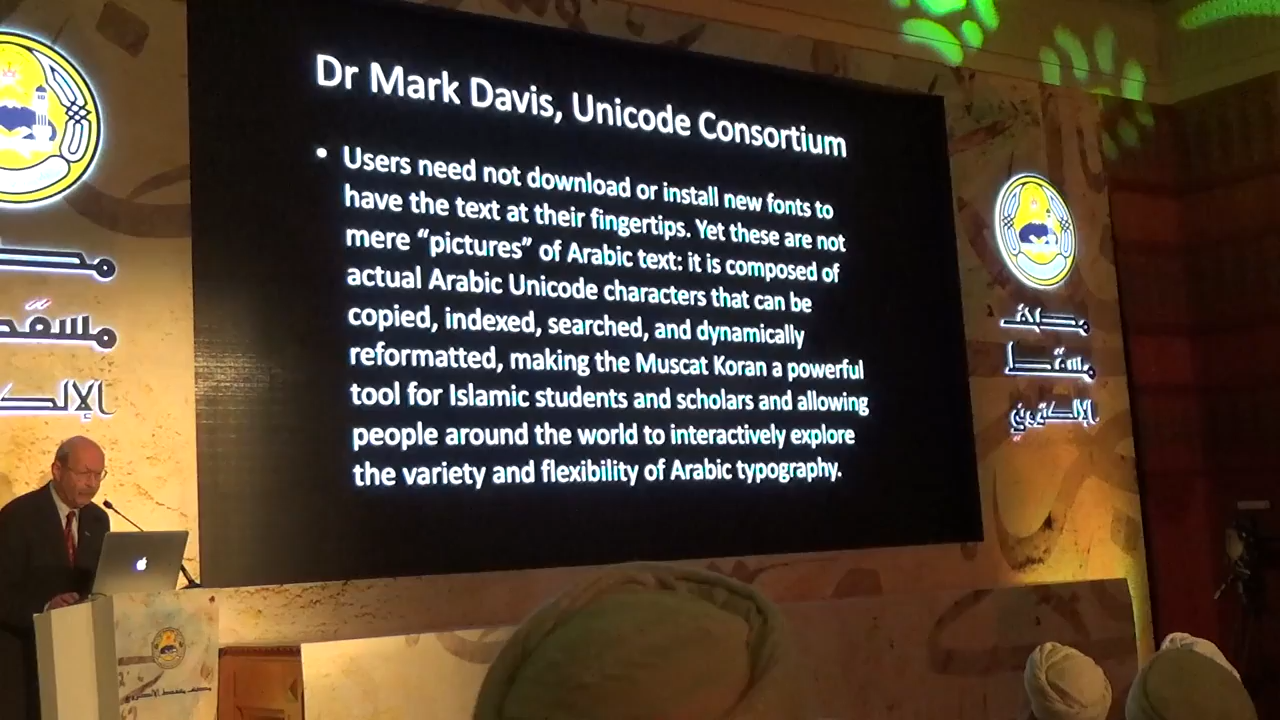 Dr Mark Davis, Unicode Consortium
• Users need not download or install new fonts to
have the text at their fingertips. Yet these are not
mere “pictures” of Arabic text: it is composed of
actual Arabic Unicode characters that can be
copied, indexed, searched, and dynamically
reformatted, making the Muscat Koran a powerful
tool for Islamic students and scholars and allowing
people around the world to interactively explore
the variety and flexibility of Arabic typography.
مصحف
مسقط
الإلكتروني